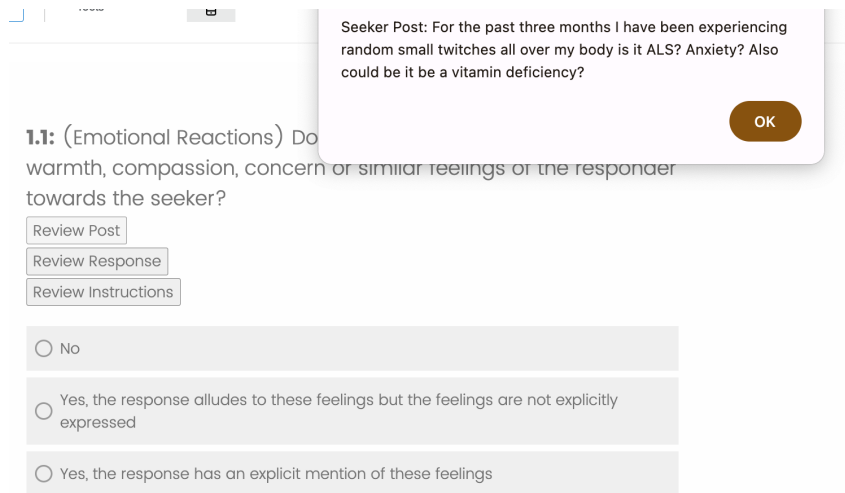 Seeker Post: For the past three months I have been experiencing
random small twitches all over my body is it ALS? Anxiety? Also
could be it be a vitamin deficiency?
OK
1.1: (Emotional Reactions) Do
warmth, compassion, concern or similar feelings of the responder
towards the seeker?
Review Post
Review Response
Review Instructions
No
Yes, the response alludes to these feelings but the feelings are not explicitly
expressed
Yes, the response has an explicit mention of these feelings